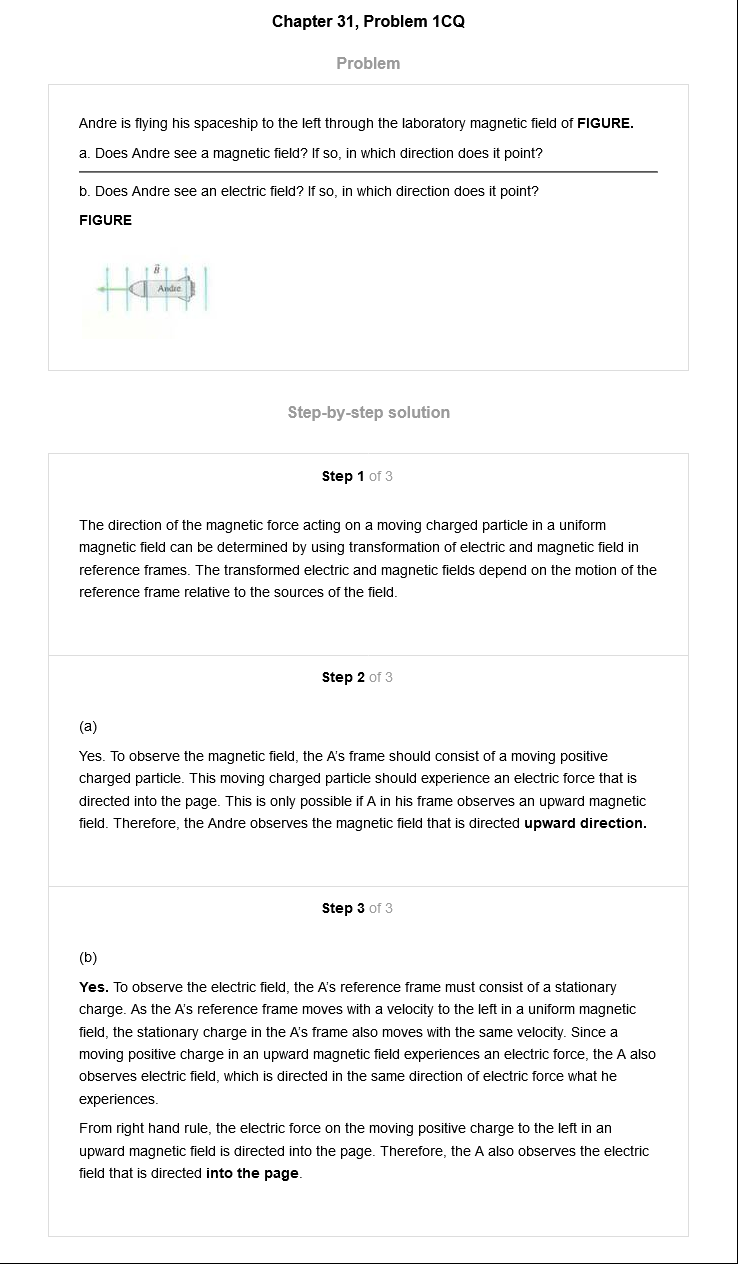 Chapter 31, Problem 1CQ
Problem
Andre is flying his spaceship to the left through the laboratory magnetic field of FIGURE.
a. Does Andre see a magnetic field? If so, in which direction does it point?
b. Does Andre see an electric field? If so, in which direction does it point?
FIGURE
B
Andre
Step-by-step solution
Step 1 of 3
The direction of the magnetic force acting on a moving charged particle in a uniform
magnetic field can be determined by using transformation of electric and magnetic field in
reference frames. The transformed electric and magnetic fields depend on the motion of the
reference frame relative to the sources of the field.
Step 2 of 3
(a)
Yes. To observe the magnetic field, the A's frame should consist of a moving positive
charged particle. This moving charged particle should experience an electric force that is
directed into the page. This is only possible if A in his frame observes an upward magnetic
field. Therefore, the Andre observes the magnetic field that is directed upward direction.
Step 3 of 3
(b)
Yes. To observe the electric field, the A's reference frame must consist of a stationary
charge. As the A's reference frame moves with a velocity to the left in a uniform magnetic
field, the stationary charge in the A's frame also moves with the same velocity. Since a
moving positive charge in an upward magnetic field experiences an electric force, the A also
observes electric field, which is directed in the same direction of electric force what he
experiences.
From right hand rule, the electric force on the moving positive charge to the left in an
upward magnetic field is directed into the page. Therefore, the A also observes the electric
field that is directed into the page.